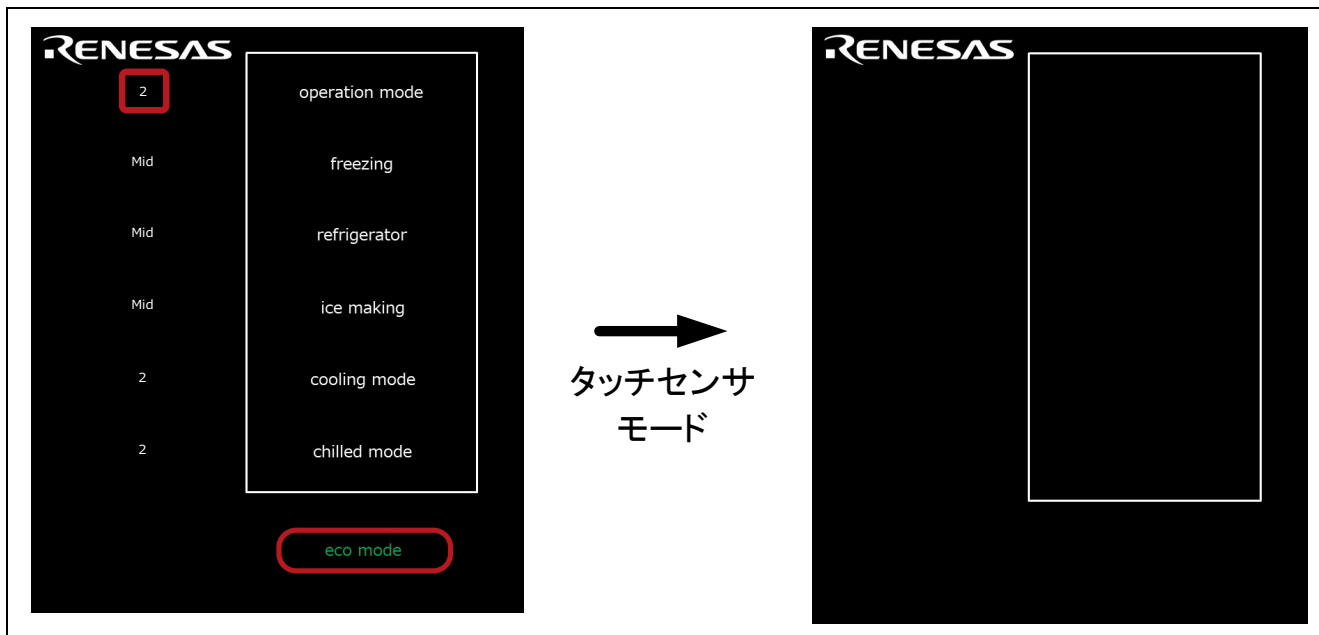 RENESAS
2 operation mode
Mid freezing
Mid refrigerator
Mid ice making
2 cooling mode
2 chilled mode
eco mode
タッチセンサ
モード
RENESAS